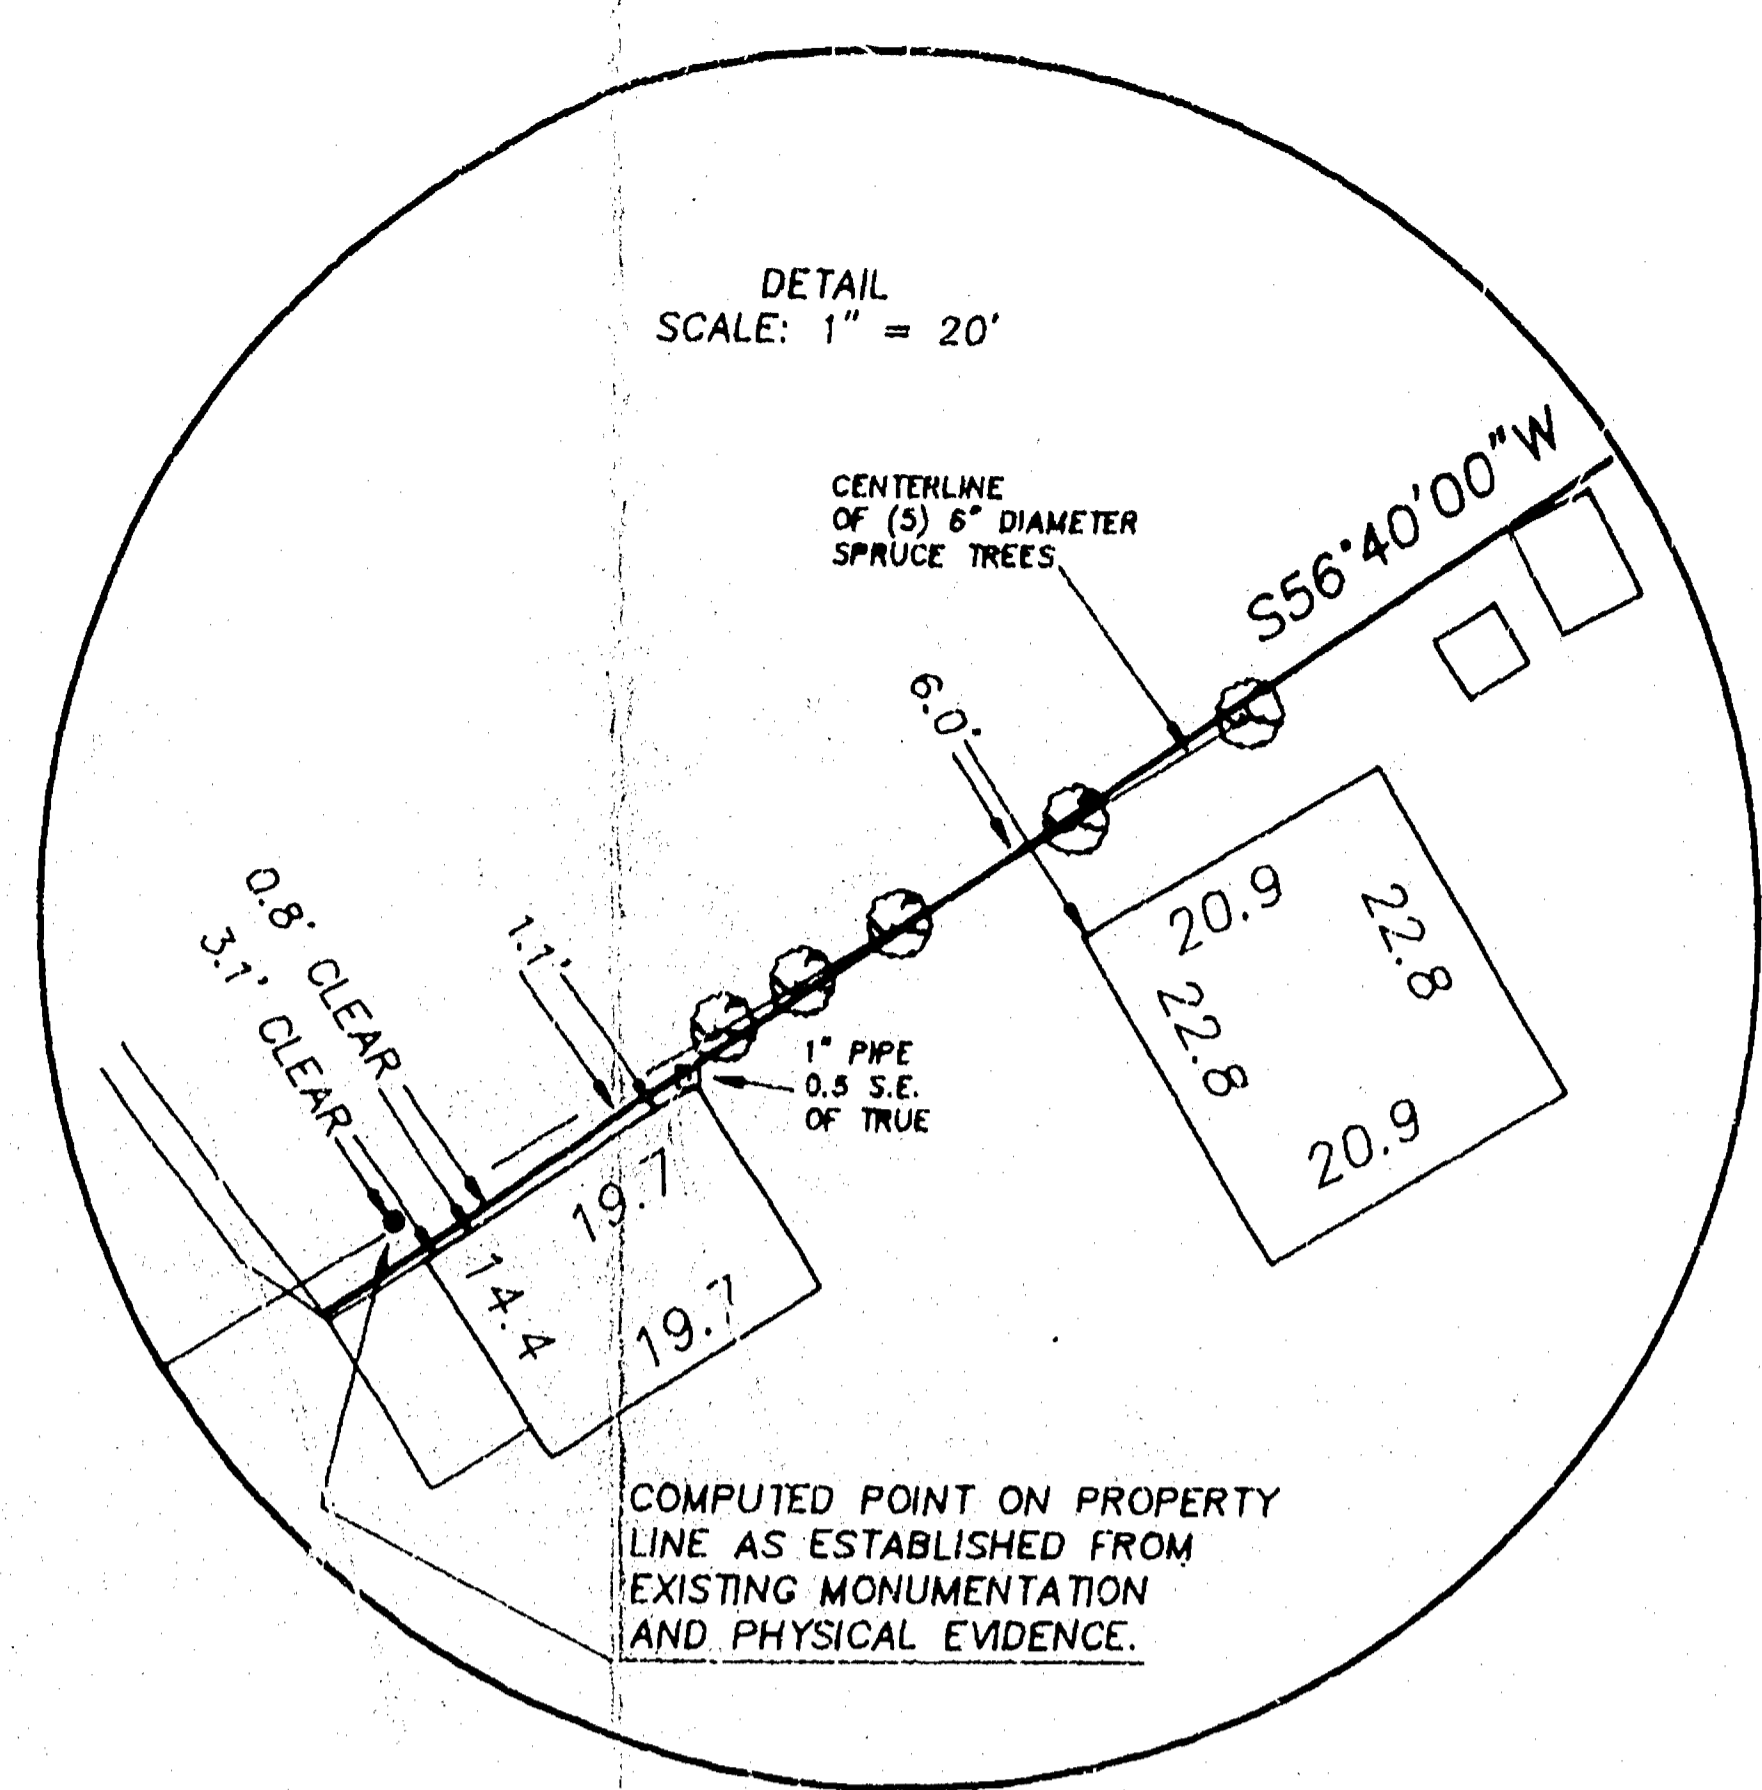 DETAIL
SCALE: 1" = 20'
CENTERLINE
OF (5) 6" DIAMETER
SPRUCE TREES
S56°40'00"W
6.0'
0.8' CLEAR
3.1' CLEAR
1.1'
20.9
22.8
22.8
20.9
1" PIPE
0.5 S.E.
OF TRUE
19.7
14.4
19.7
COMPUTED POINT ON PROPERTY
LINE AS ESTABLISHED FROM
EXISTING MONUMENTATION
AND PHYSICAL EVIDENCE.